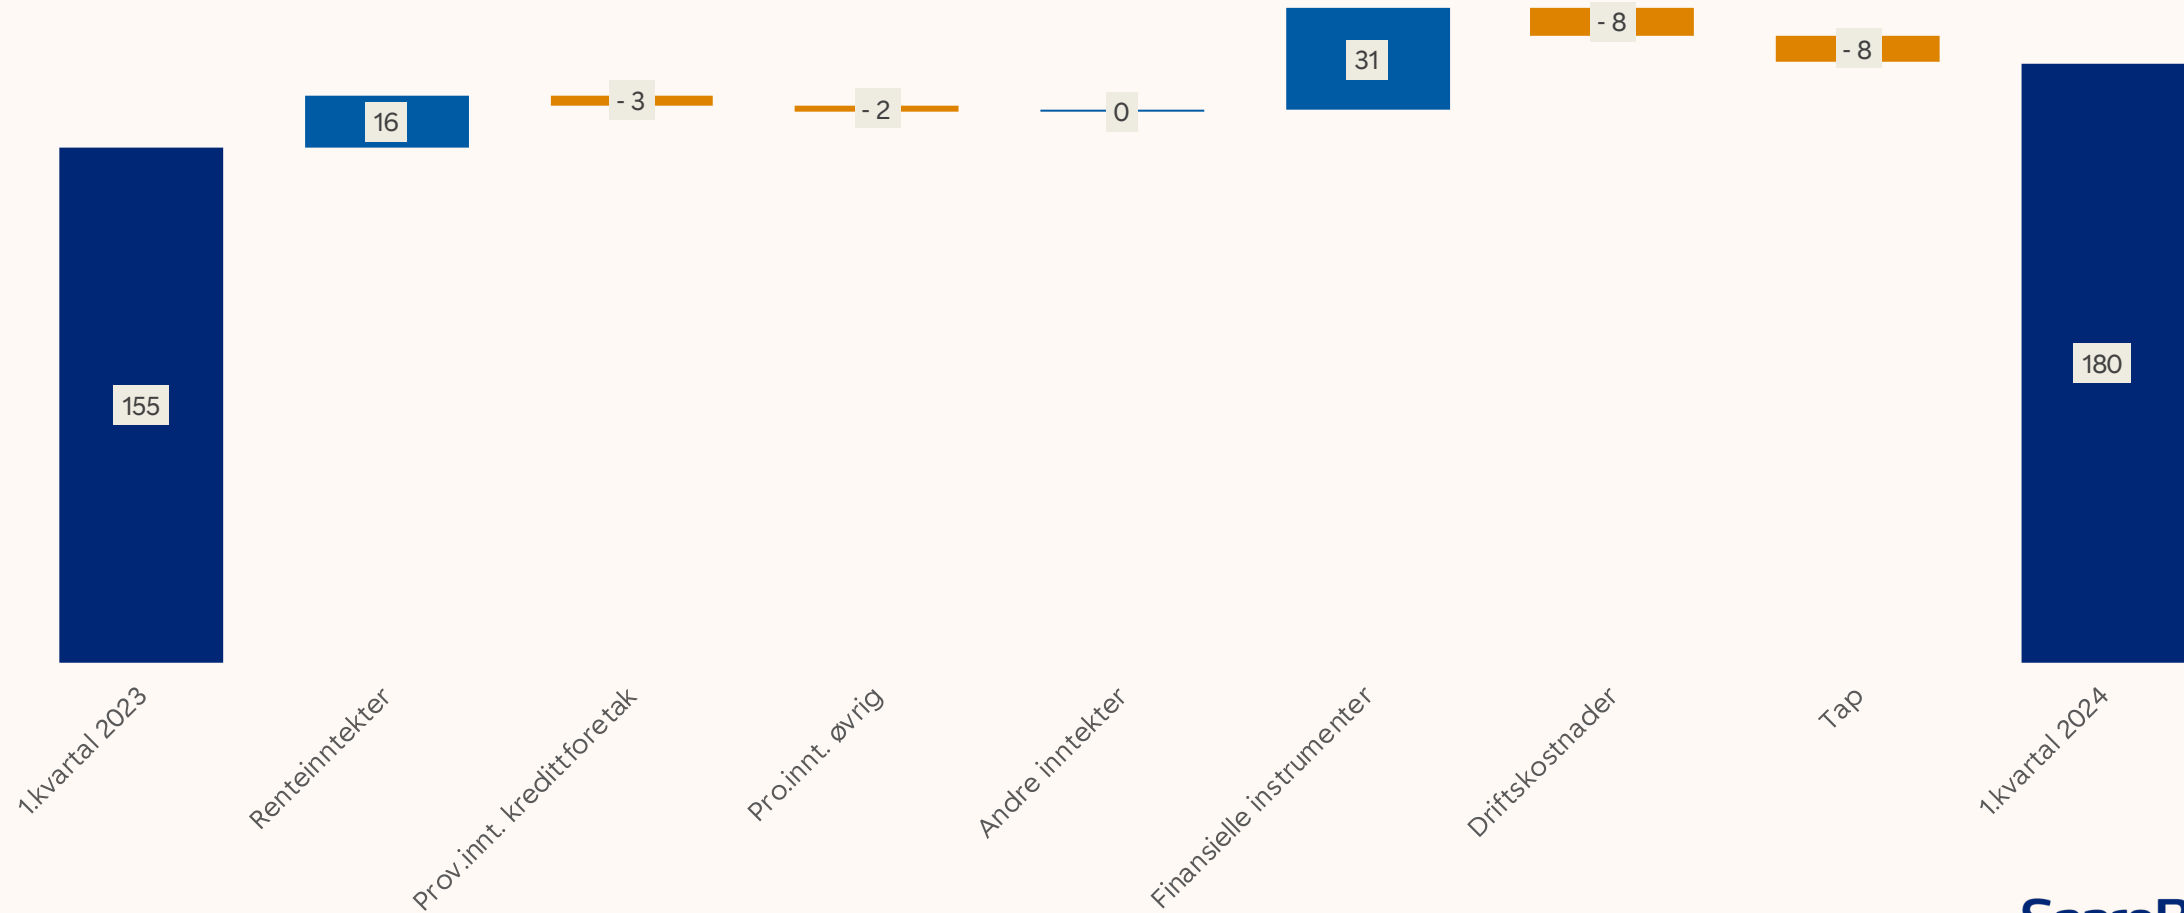 155
16
- 3
- 2
0
31
- 8
- 8
180
1.kvartal 2023
Renteinntekter
Prov.innt. kredittforetak
Pro.innt. øvrig
Andre inntekter
Finansielle instrumenter
Driftskostnader
Tap
1.kvartal 2024